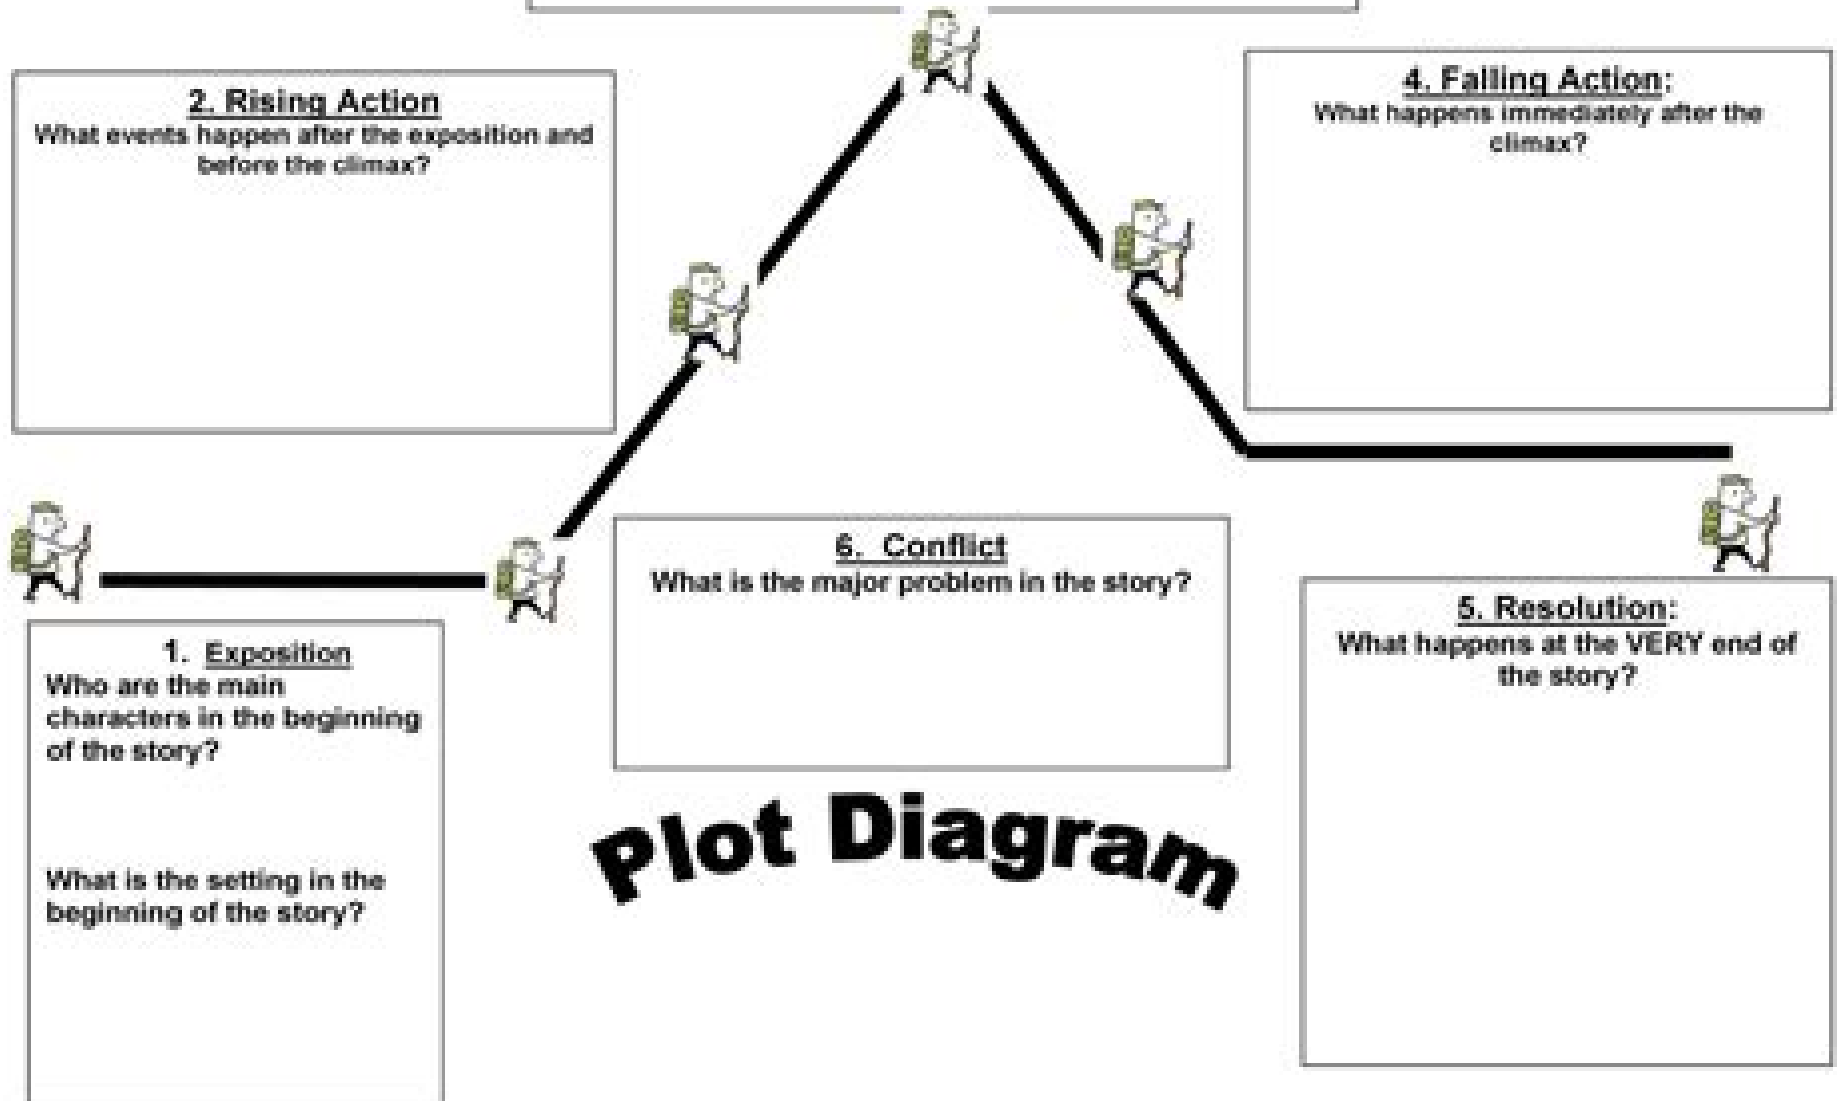 2. Rising Action
What events happen after the exposition and
before the climax?
4. Falling Action:
What happens immediately after the
climax?
6. Conflict
What is the major problem in the story?
1. Exposition
Who are the main
characters in the beginning
of the story?
What is the setting in the
beginning of the story?
5. Resolution:
What happens at the VERY end of
the story?
Plot Diagram